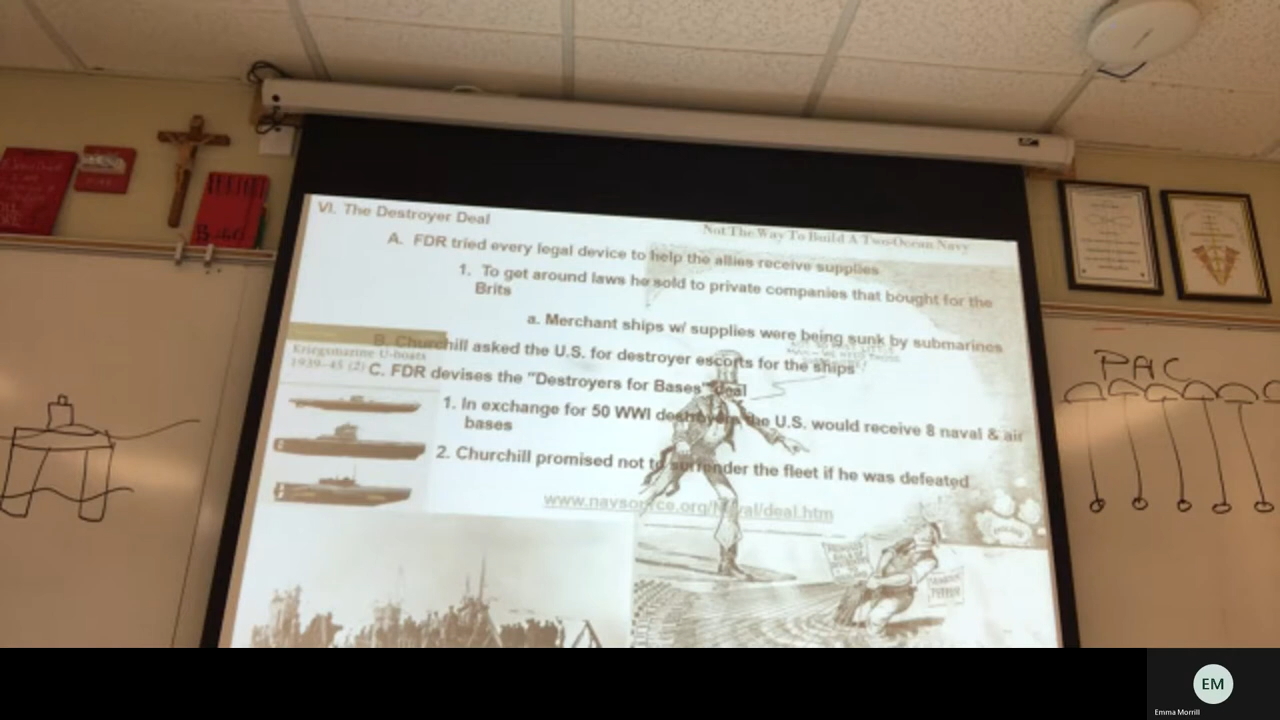 VI. The Destroyer Deal
Not The Way To Build A Two-Ocean Navy
A. FDR tried every legal device to help the allies receive supplies
1. To get around laws he sold to private companies that bought for the
Brits
a. Merchant ships w/ supplies were being sunk by submarines
B. Churchill asked the U.S. for destroyer escorts for the ships
Kriegsmarine U-boats
1939-45 (2)
C. FDR devises the "Destroyers for Bases" deal
1. In exchange for 50 WWI destroyers the U.S. would receive 8 naval & air
bases
2. Churchill promised not to surrender the fleet if he was defeated
www.navsource.org/Naval/deal.htm
PAC
EM
Emma Morrill